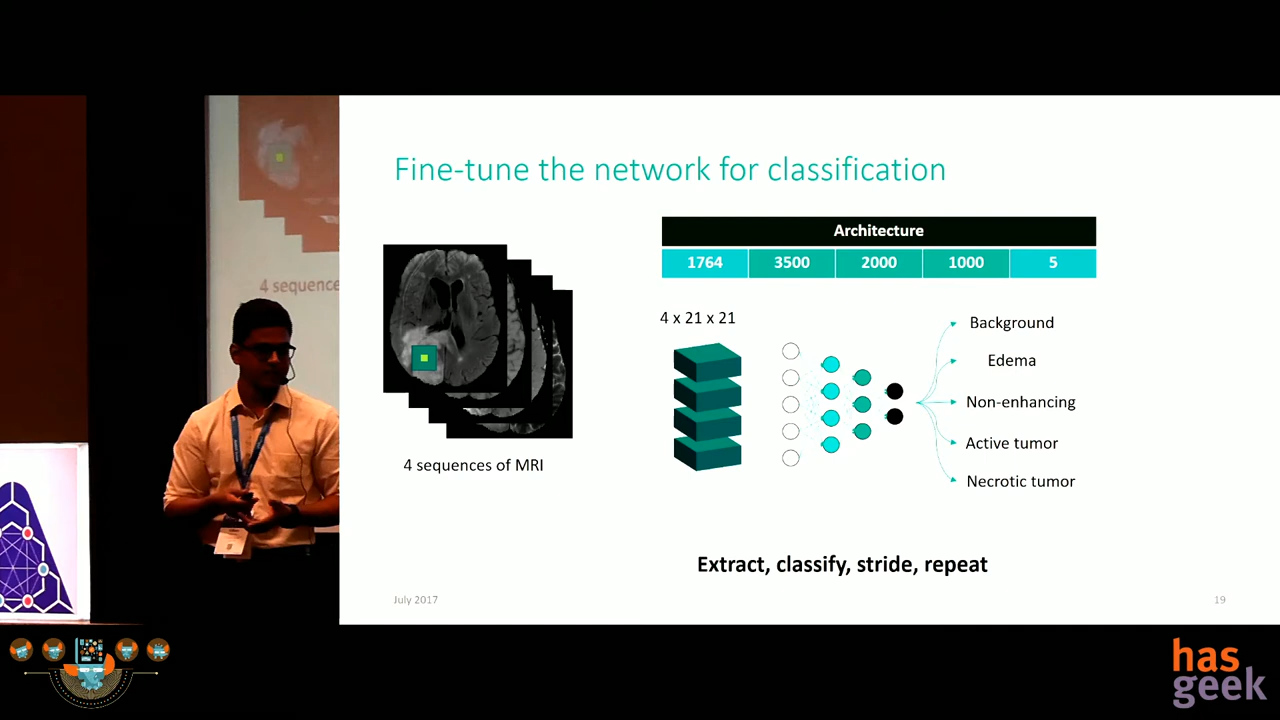 Fine-tune the network for classification
4 sequence
4 sequences of MRI
Architecture
1764 3500 2000 1000 5
4 x 21 x 21
Background
Edema
Non-enhancing
Active tumor
Necrotic tumor
Extract, classify, stride, repeat
July 2017
19
has
geek